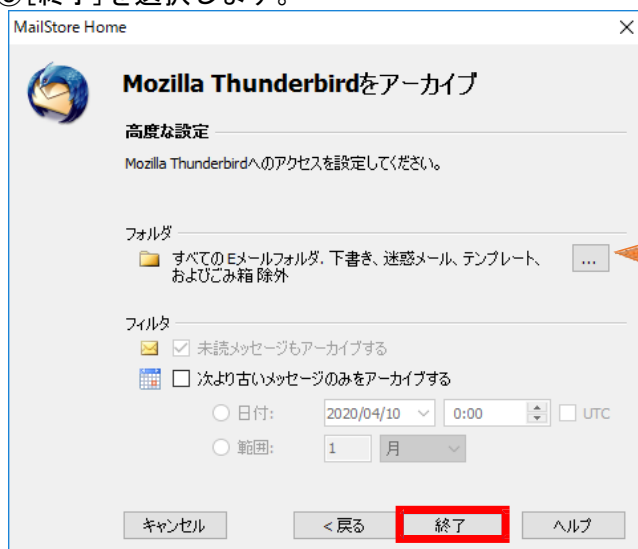 [終了]を選択します。
MailStore Home
Mozilla Thunderbirdをアーカイブ
高度な設定
Mozilla Thunderbirdへのアクセスを設定してください。
フォルダ
すべてのEメールフォルダ. 下書き、迷惑メール、テンプレート、
およびごみ箱 除外
...
フィルタ
未読メッセージもアーカイブする
次より古いメッセージのみをアーカイブする
日付: 2020/04/10 0:00 UTC
範囲: 1 月
キャンセル <戻る 終了 ヘルプ